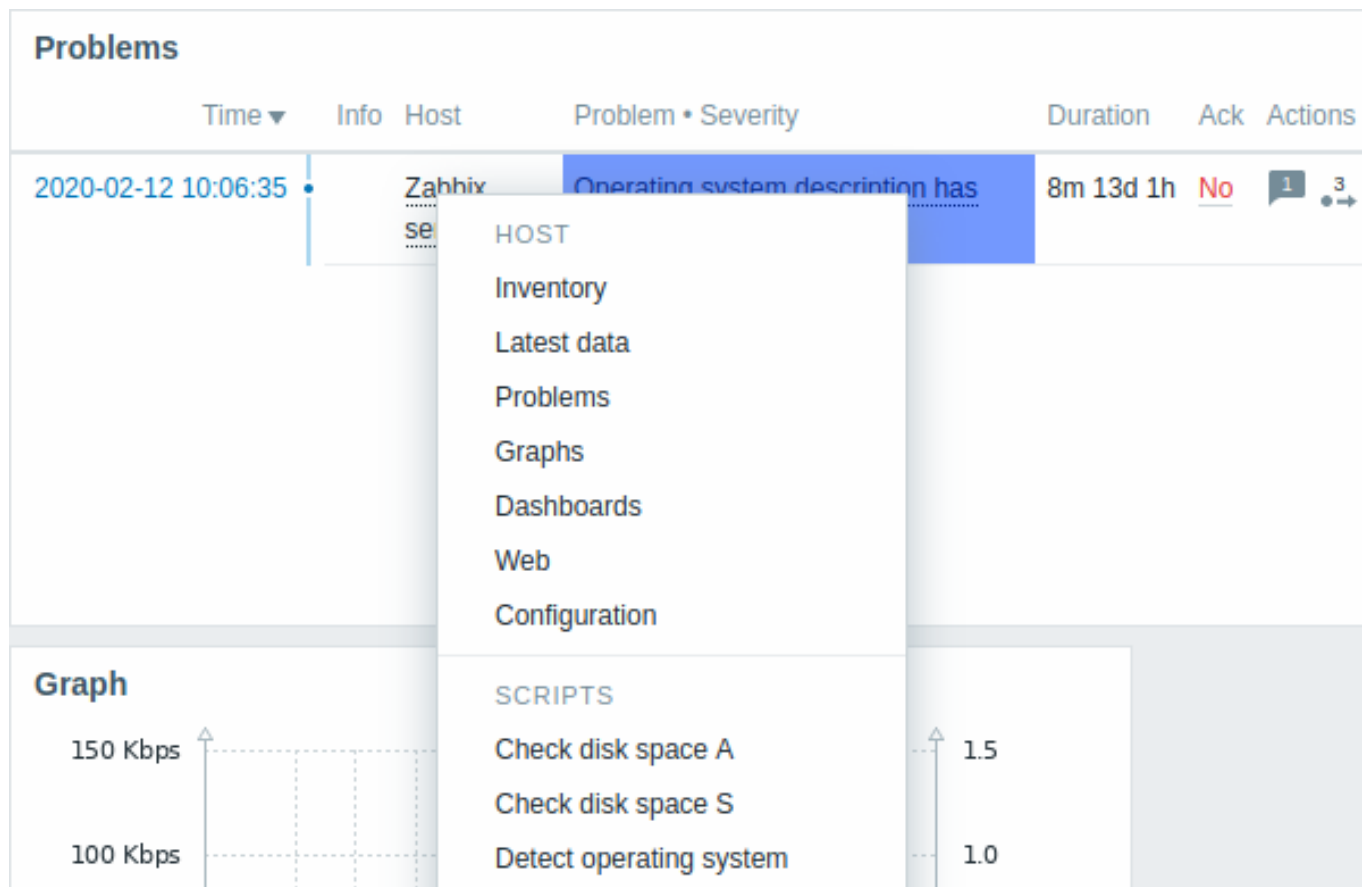 Problems
Time Info Host Problem • Severity Duration Ack Actions
2020-02-12 10:06:35 Zabbix Operating system description has 8m 13d 1h No 1 3
HOST
Inventory
Latest data
Problems
Graphs
Dashboards
Web
Configuration
SCRIPTS
Check disk space A
Check disk space S
Detect operating system
Graph
150 Kbps 1.5
100 Kbps 1.0